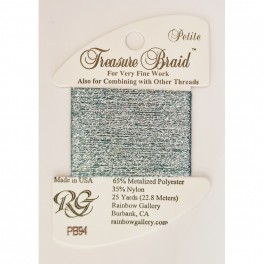 Petite
Treasure Braid™
For Very Fine Work
Also for Combining with Other Threads
Made in USA
65% Metalized Polyester
35% Nylon
25 Yards (22.8 Meters)
Rainbow Gallery
Burbank, CA
rainbowgallery.com
RG
PB94